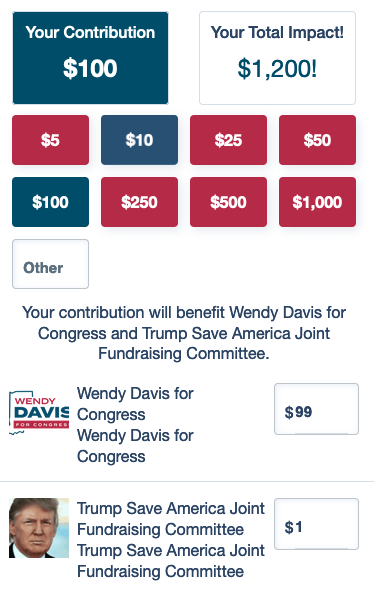 Your Contribution
$100
Your Total Impact!
$1,200!
$5
$10
$25
$50
$100
$250
$500
$1,000
Other
Your contribution will benefit Wendy Davis for
Congress and Trump Save America Joint
Fundraising Committee.
WENDY
DAVIS
FOR CONGRESS
Wendy Davis for
Congress
Wendy Davis for
Congress
$99
Trump Save America Joint
Fundraising Committee
Trump Save America Joint
Fundraising Committee
$1